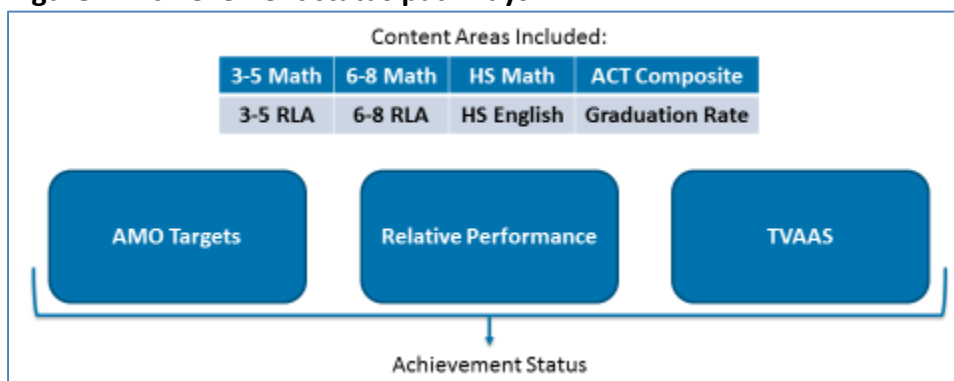 Content Areas Included:
3-5 Math 6-8 Math HS Math ACT Composite
3-5 RLA 6-8 RLA HS English Graduation Rate
AMO Targets Relative Performance TVAAS
Achievement Status